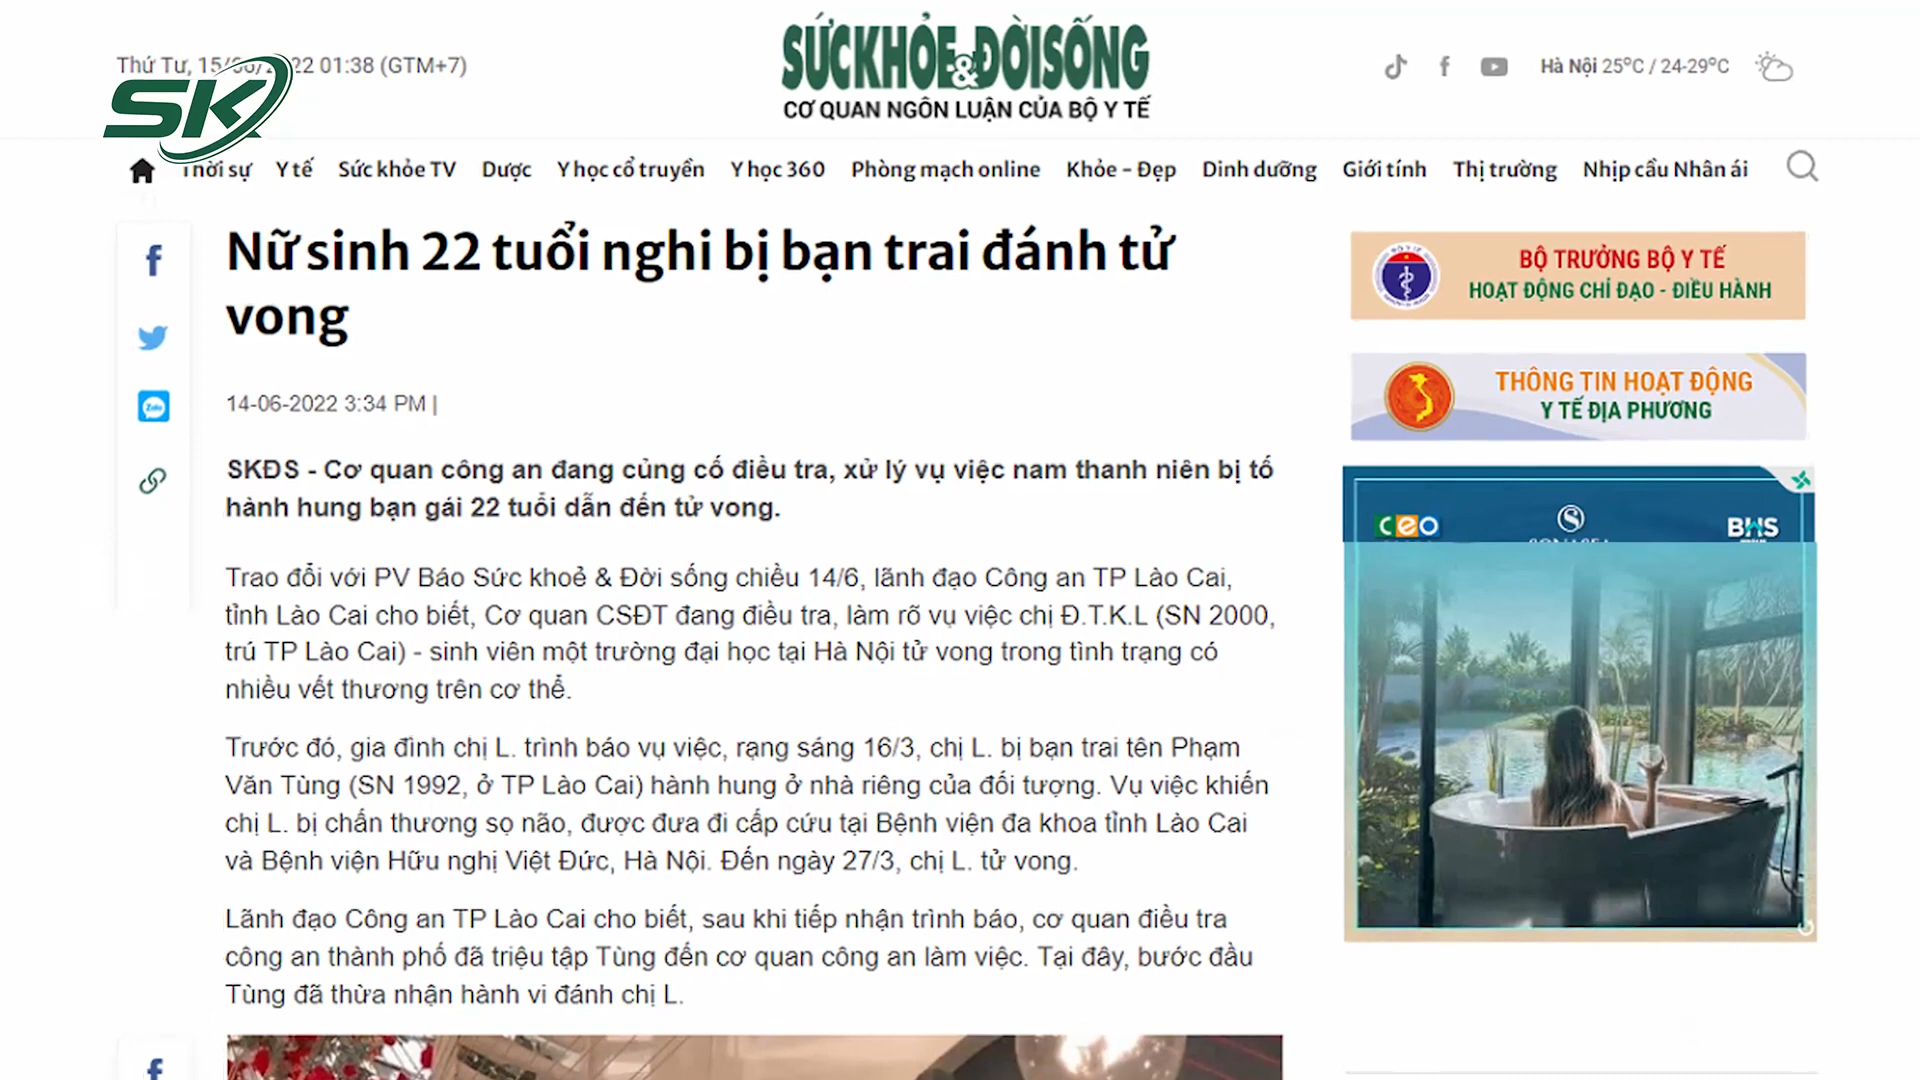 Thứ Tư, 15/06/2022 01:38 (GTM+7)
SK
SỨC KHỎE & ĐỜI SỐNG
CƠ QUAN NGÔN LUẬN CỦA BỘ Y TẾ
Hà Nội 25°C / 24-29°C
Thời sự Y tế Sức khỏe TV Dược Y học cổ truyền Y học 360 Phòng mạch online Khỏe - Đẹp Dinh dưỡng Giới tính Thị trường Nhịp cầu Nhân ái
Nữ sinh 22 tuổi nghi bị bạn trai đánh tử
vong
14-06-2022 3:34 PM |
SKĐS - Cơ quan công an đang củng cố điều tra, xử lý vụ việc nam thanh niên bị tố
hành hung bạn gái 22 tuổi dẫn đến tử vong.
Trao đổi với PV Báo Sức khoẻ & Đời sống chiều 14/6, lãnh đạo Công an TP Lào Cai,
tỉnh Lào Cai cho biết, Cơ quan CSĐT đang điều tra, làm rõ vụ việc chị Đ.T.K.L (SN 2000,
trú TP Lào Cai) - sinh viên một trường đại học tại Hà Nội tử vong trong tình trạng có
nhiều vết thương trên cơ thể.
Trước đó, gia đình chị L. trình báo vụ việc, rạng sáng 16/3, chị L. bị bạn trai tên Phạm
Văn Tùng (SN 1992, ở TP Lào Cai) hành hung ở nhà riêng của đối tượng. Vụ việc khiến
chị L. bị chấn thương sọ não, được đưa đi cấp cứu tại Bệnh viện đa khoa tỉnh Lào Cai
và Bệnh viện Hữu nghị Việt Đức, Hà Nội. Đến ngày 27/3, chị L. tử vong.
Lãnh đạo Công an TP Lào Cai cho biết, sau khi tiếp nhận trình báo, cơ quan điều tra
công an thành phố đã triệu tập Tùng đến cơ quan công an làm việc. Tại đây, bước đầu
Tùng đã thừa nhận hành vi đánh chị L.
Zalo
BỘ TRƯỞNG BỘ Y TẾ
HOẠT ĐỘNG CHỈ ĐẠO - ĐIỀU HÀNH
THÔNG TIN HOẠT ĐỘNG
Y TẾ ĐỊA PHƯƠNG
CEO
BHS